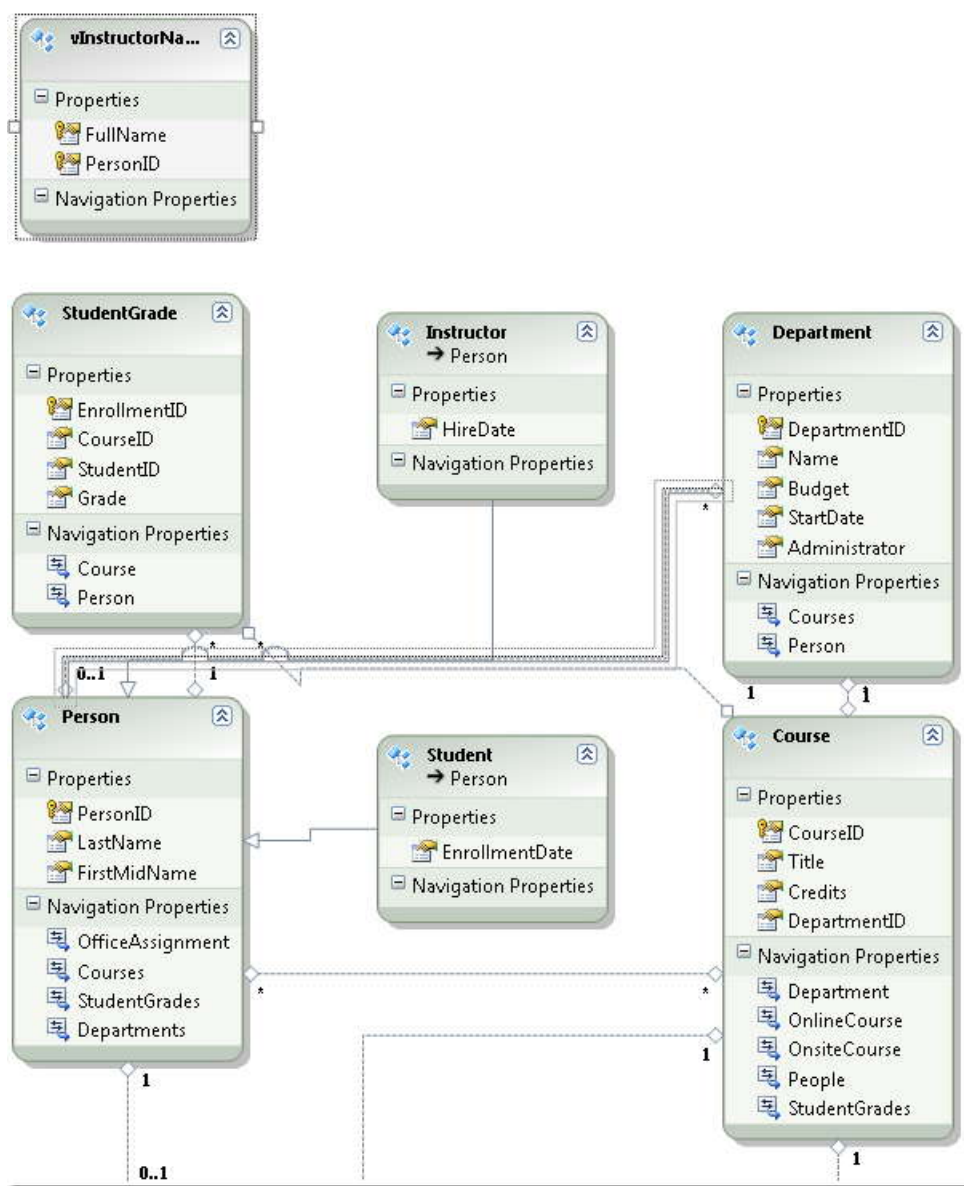 vInstructorNa...
Properties
FullName
PersonID
Navigation Properties
StudentGrade
Properties
EnrollmentID
CourseID
StudentID
Grade
Navigation Properties
Course
Person
Instructor
Person
Properties
HireDate
Navigation Properties
Department
Properties
DepartmentID
Name
Budget
StartDate
Administrator
Navigation Properties
Courses
Person
*
*
*
0..1
1
1
1
Person
Properties
PersonID
LastName
FirstMidName
Navigation Properties
OfficeAssignment
Courses
StudentGrades
Departments
Student
Person
Properties
EnrollmentDate
Navigation Properties
Course
Properties
CourseID
Title
Credits
DepartmentID
Navigation Properties
Department
OnlineCourse
OnsiteCourse
People
StudentGrades
*
*
1
1
1
0..1